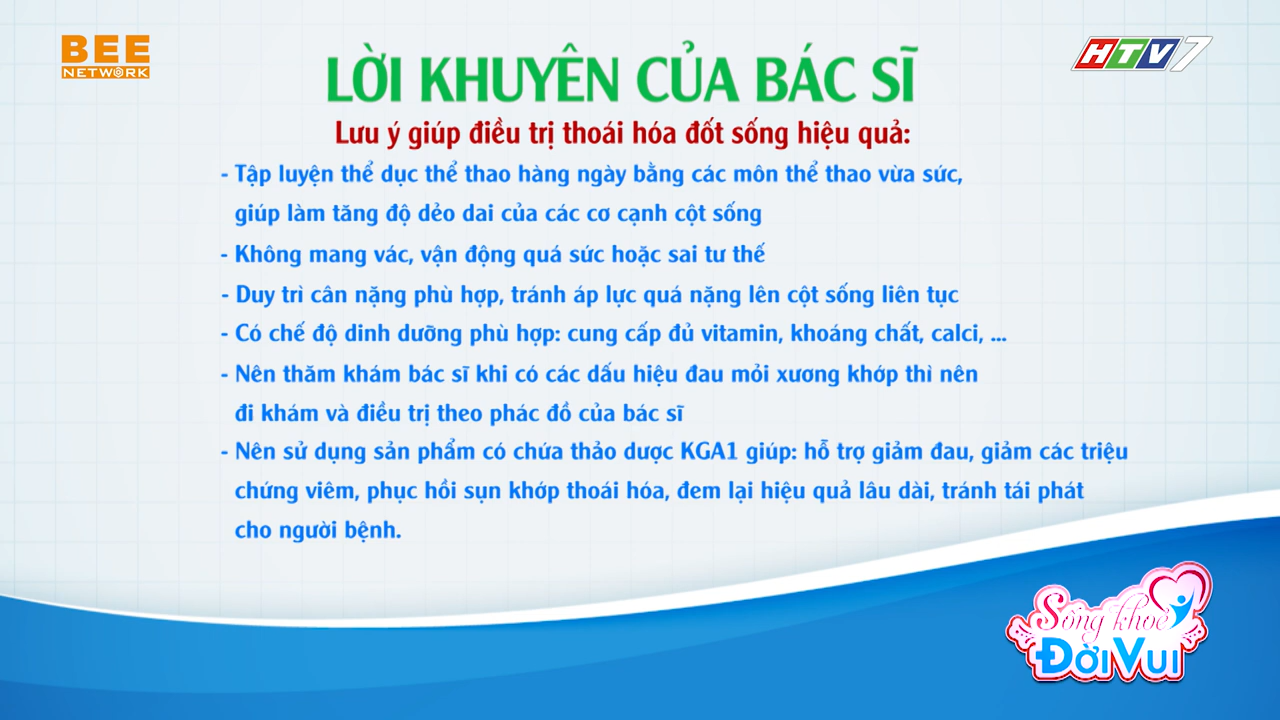 BEE
NETWORK
HTV7
LỜI KHUYÊN CỦA BÁC SĨ
Lưu ý giúp điều trị thoái hóa đốt sống hiệu quả:
- Tập luyện thể dục thể thao hàng ngày bằng các môn thể thao vừa sức,
giúp làm tăng độ dẻo dai của các cơ cạnh cột sống
- Không mang vác, vận động quá sức hoặc sai tư thế
- Duy trì cân nặng phù hợp, tránh áp lực quá nặng lên cột sống liên tục
- Có chế độ dinh dưỡng phù hợp: cung cấp đủ vitamin, khoáng chất, calci, ...
- Nên thăm khám bác sĩ khi có các dấu hiệu đau mỏi xương khớp thì nên
đi khám và điều trị theo phác đồ của bác sĩ
- Nên sử dụng sản phẩm có chứa thảo dược KGA1 giúp: hỗ trợ giảm đau, giảm các triệu
chứng viêm, phục hồi sụn khớp thoái hóa, đem lại hiệu quả lâu dài, tránh tái phát
cho người bệnh.
Sống khoẻ
ĐờI VUI